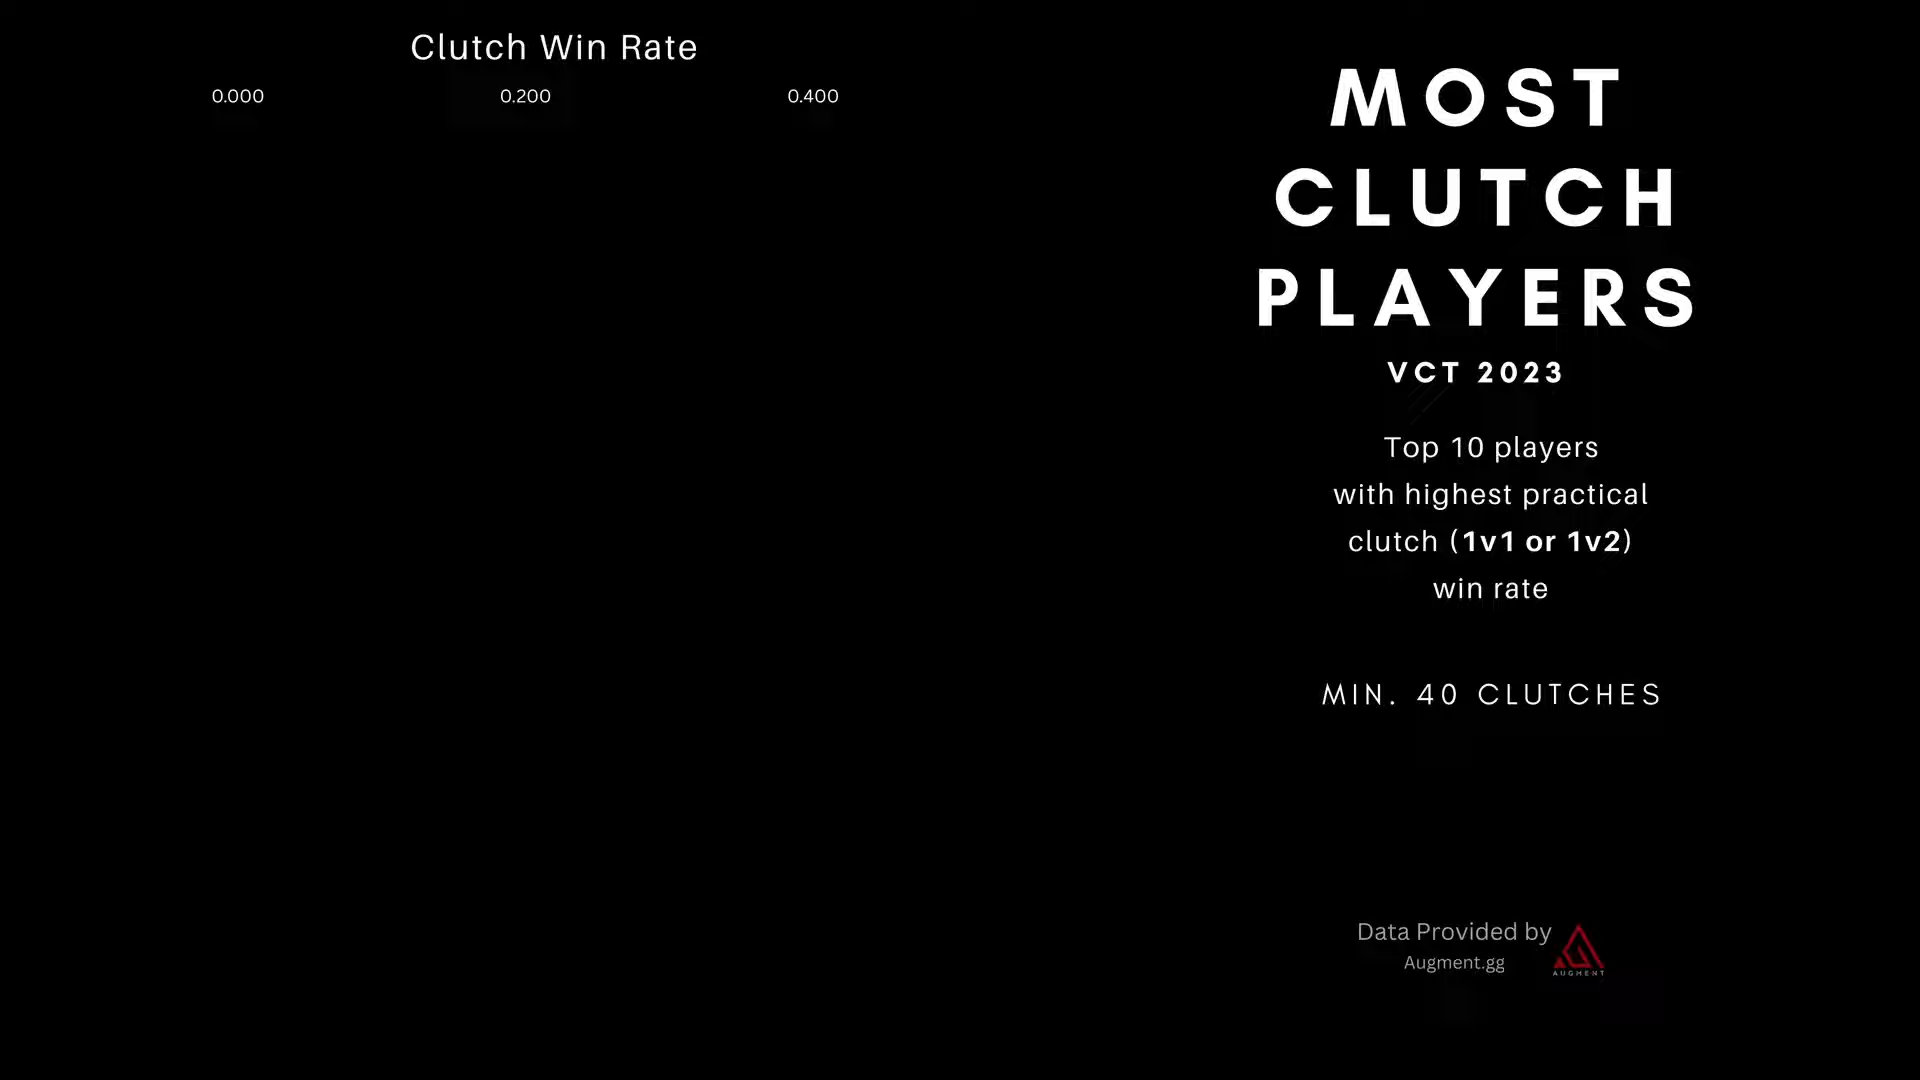 Clutch Win Rate
0.000 0.200 0.400
MOST
CLUTCH
PLAYERS
VCT 2023
Top 10 players
with highest practical
clutch (1v1 or 1v2)
win rate
MIN. 40 CLUTCHES
Data Provided by
Augment.gg
AUGMENT